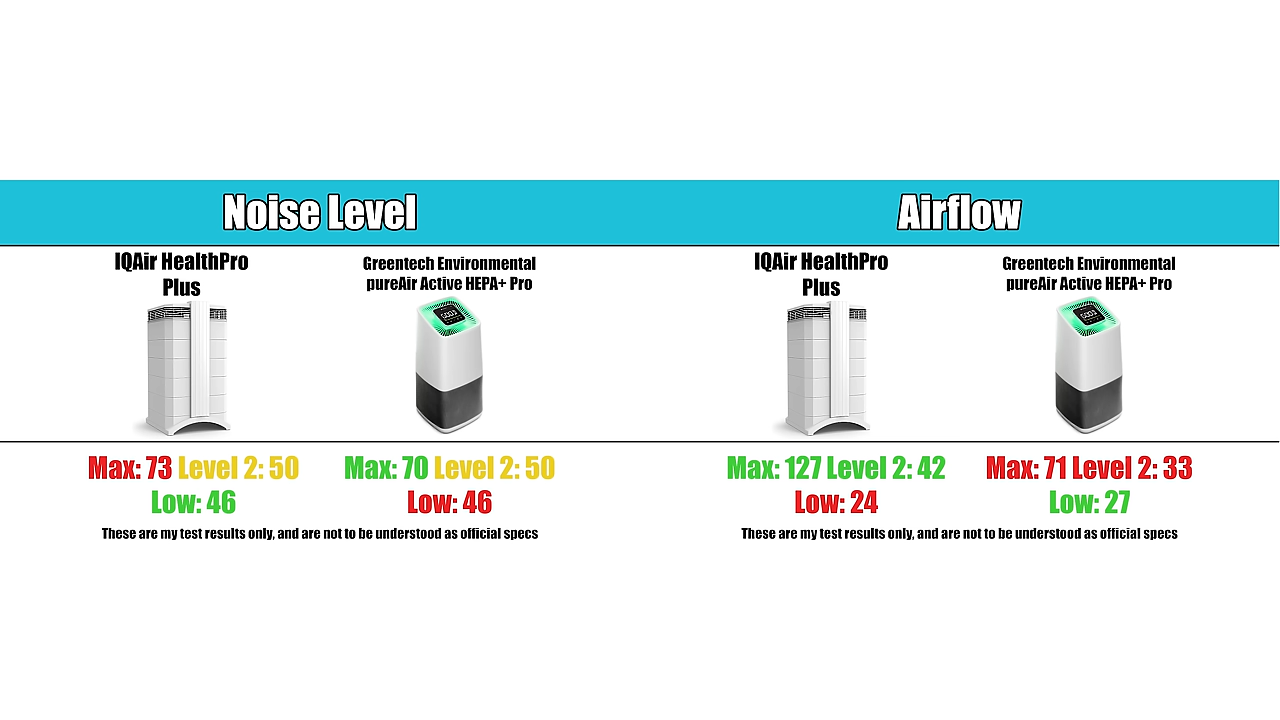 Noise Level
IQAir HealthPro
Plus
Greentech Environmental
pureAir Active HEPA+ Pro
Max: 73 Level 2: 50
Low: 46
Max: 70 Level 2: 50
Low: 46
These are my test results only, and are not to be understood as official specs
Airflow
IQAir HealthPro
Plus
Greentech Environmental
pureAir Active HEPA+ Pro
Max: 127 Level 2: 42
Low: 24
Max: 71 Level 2: 33
Low: 27
These are my test results only, and are not to be understood as official specs